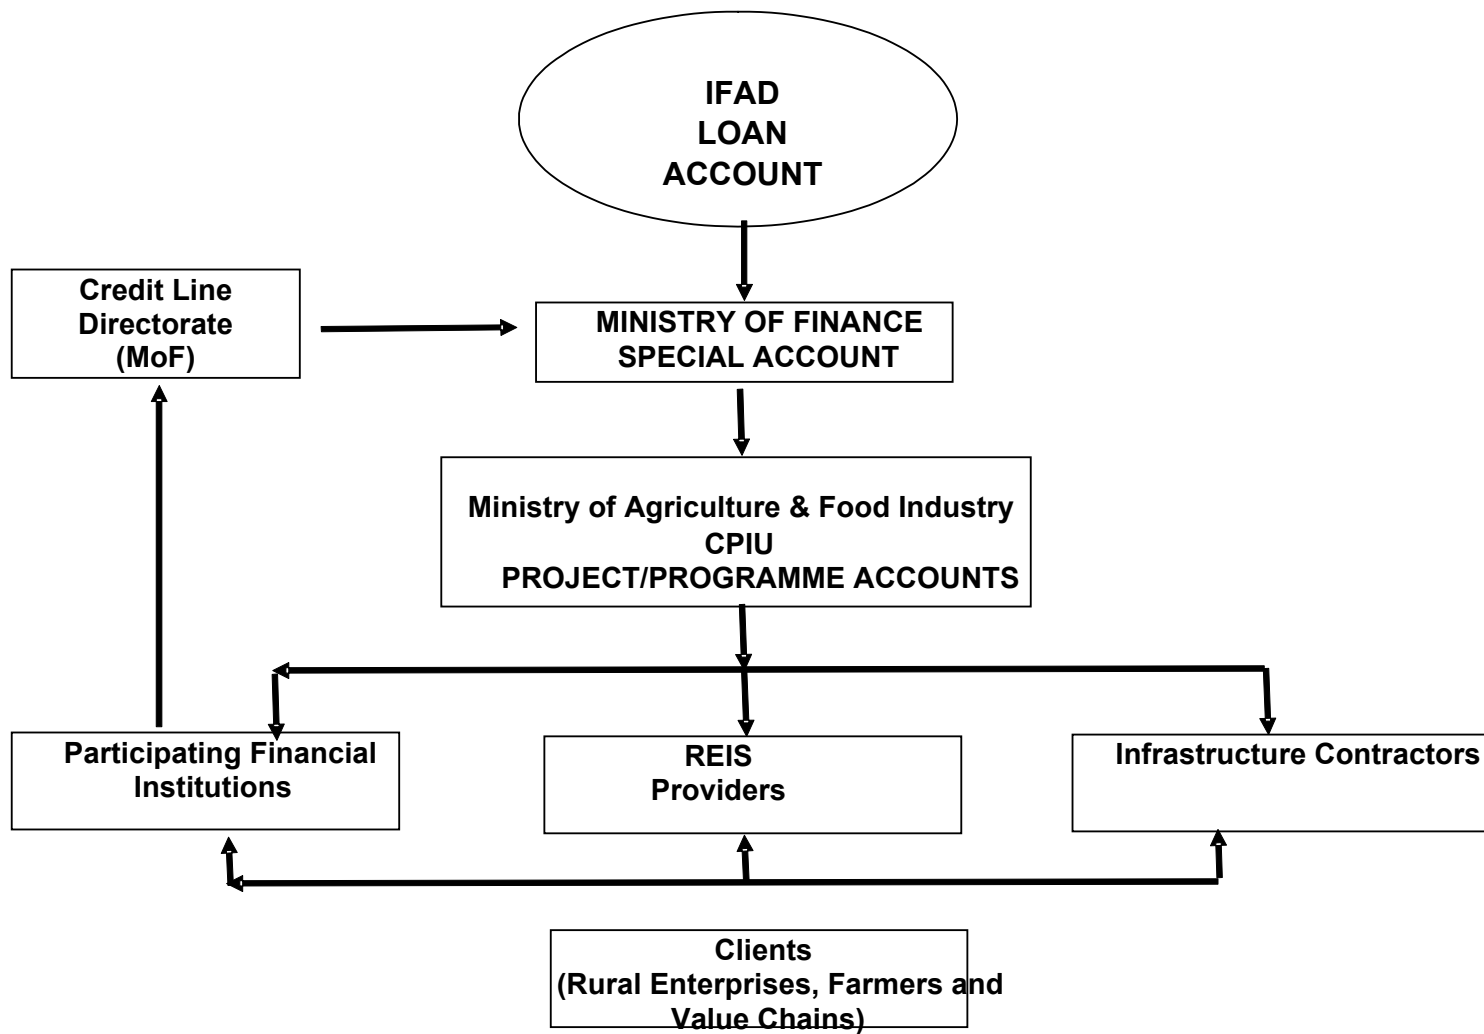 IFAD
LOAN
ACCOUNT
Credit Line
Directorate
(MoF)
MINISTRY OF FINANCE
SPECIAL ACCOUNT
Ministry of Agriculture & Food Industry
CPIU
PROJECT/PROGRAMME ACCOUNTS
Participating Financial
Institutions
REIS
Providers
Infrastructure Contractors
Clients
(Rural Enterprises, Farmers and
Value Chains)